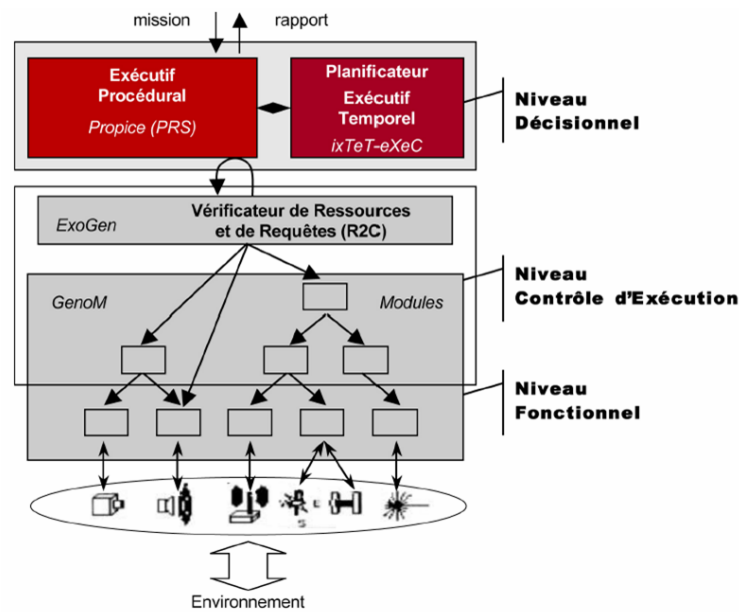 mission
rapport
Exécutif
Procédural
Propice (PRS)
Planificateur
Exécutif
Temporel
ixTeT-eXeC
Niveau
Décisionnel
ExoGen
Vérificateur de Ressources
et de Requêtes (R2C)
GenoM
Modules
Niveau
Contrôle d'Exécution
Niveau
Fonctionnel
Environnement